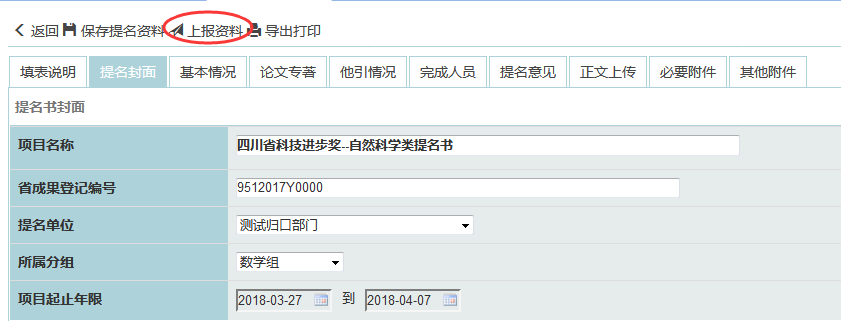 返回 保存提名资料 上报资料 导出打印
填表说明 提名封面 基本情况 论文专著 他引情况 完成人员 提名意见 正文上传 必要附件 其他附件
提名书封面
项目名称 四川省科技进步奖--自然科学类提名书
省成果登记编号 9512017Y0000
提名单位 测试归口部门
所属分组 数学组
项目起止年限 2018-03-27 到 2018-04-07